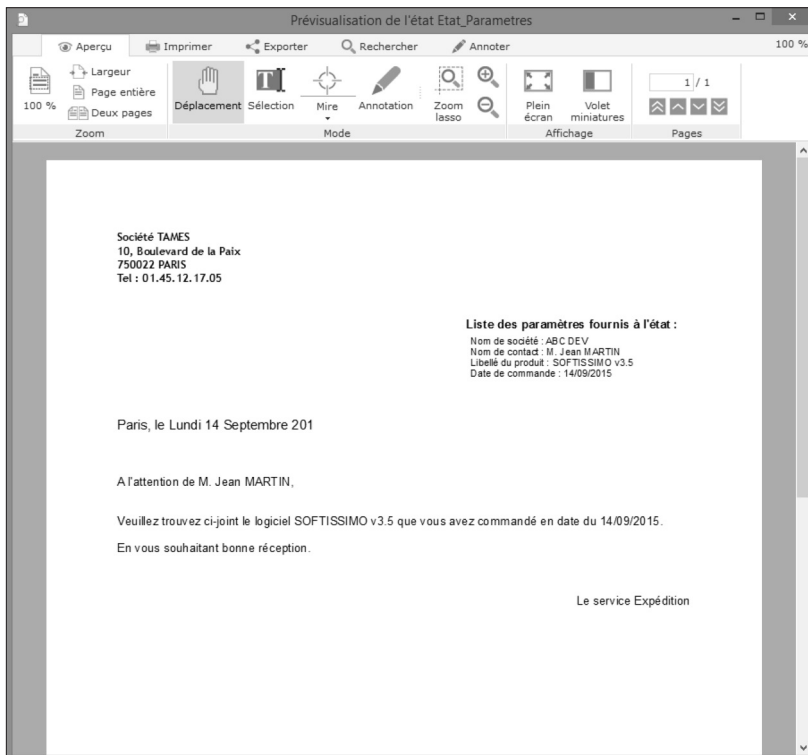 Prévisualisation de l'état Etat_Parametres
Aperçu Imprimer Exporter Rechercher Annoter 100 %
100 %
Largeur
Page entière
Deux pages
Déplacement Sélection Mire Annotation Zoom lasso
Plein écran Volet miniatures
1 / 1
Zoom Mode Affichage Pages
Société TAMES
10, Boulevard de la Paix
750022 PARIS
Tel : 01.45.12.17.05
Liste des paramètres fournis à l'état :
Nom de société : ABC DEV
Nom de contact : M. Jean MARTIN
Libellé du produit : SOFTISSIMO v3.5
Date de commande : 14/09/2015
Paris, le Lundi 14 Septembre 201
A l'attention de M. Jean MARTIN,
Veuillez trouvez ci-joint le logiciel SOFTISSIMO v3.5 que vous avez commandé en date du 14/09/2015.
En vous souhaitant bonne réception.
Le service Expédition